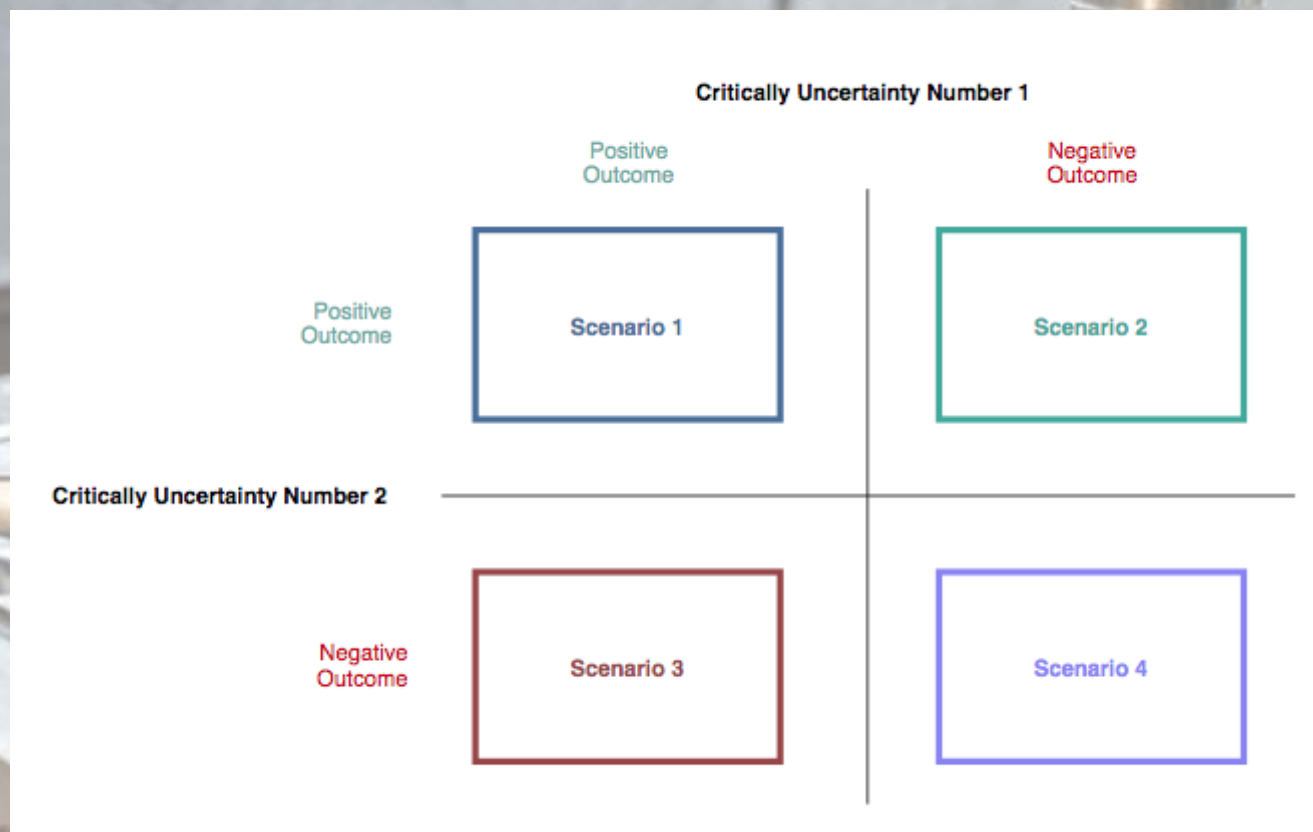 Critically Uncertainty Number 1
Positive
Outcome
Negative
Outcome
Positive
Outcome
Scenario 1
Scenario 2
Critically Uncertainty Number 2
Negative
Outcome
Scenario 3
Scenario 4